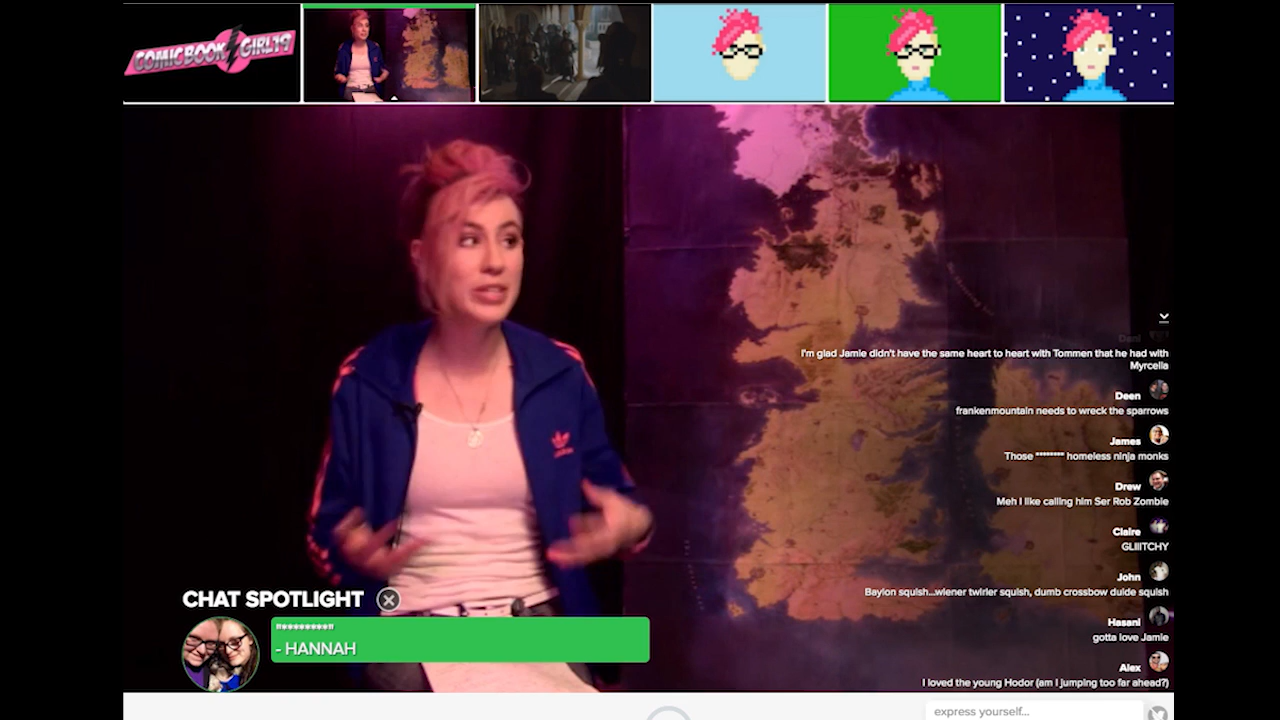 COMICBOOK GIRL19
I'm glad Jamie didn't have the same heart to heart with Tommen that he had with
Myrcella
Deen
frankenmountain needs to wreck the sparrows
James
Those ******** homeless ninja monks
Drew
Meh I like calling him Ser Rob Zombie
Claire
GLIIITCHY
John
Baylon squish...wiener twirler squish, dumb crossbow duide squish
Hasani
gotta love Jamie
Alex
I loved the young Hodor (am I jumping too far ahead?)
CHAT SPOTLIGHT
"********"
- HANNAH
express yourself...